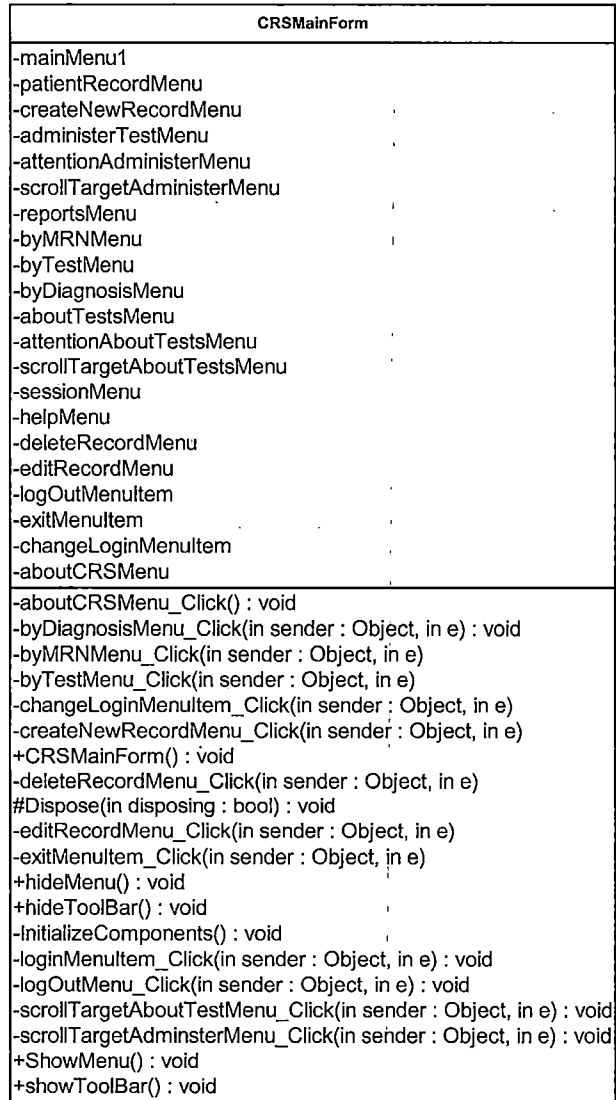 CRSMainForm
-mainMenu1
-patientRecordMenu
-createNewRecordMenu
-administerTestMenu
-attentionAdministerMenu
-scrollTargetAdministerMenu
-reportsMenu
-byMRNMenu
-byTestMenu
-byDiagnosisMenu
-aboutTestsMenu
-attentionAboutTestsMenu
-scrollTargetAboutTestsMenu
-sessionMenu
-helpMenu
-deleteRecordMenu
-editRecordMenu
-logOutMenuItem
-exitMenuItem
-changeLoginMenuItem
-aboutCRSMenu
-aboutCRSMenu_Click() : void
-byDiagnosisMenu_Click(in sender : Object, in e) : void
-byMRNMenu_Click(in sender : Object, in e)
-byTestMenu_Click(in sender : Object, in e)
-changeLoginMenuItem_Click(in sender : Object, in e)
-createNewRecordMenu_Click(in sender : Object, in e)
+CRSMainForm() : void
-deleteRecordMenu_Click(in sender : Object, in e)
#Dispose(in disposing : bool) : void
-editRecordMenu_Click(in sender : Object, in e)
-exitMenuItem_Click(in sender : Object, in e)
+hideMenu() : void
+hideToolBar() : void
-InitializeComponents() : void
-loginMenuItem_Click(in sender : Object, in e) : void
-logOutMenu_Click(in sender : Object, in e) : void
-scrollTargetAboutTestMenu_Click(in sender : Object, in e) : void
-scrollTargetAdminsterMenu_Click(in sender : Object, in e) : void
+ShowMenu() : void
+showToolBar() : void